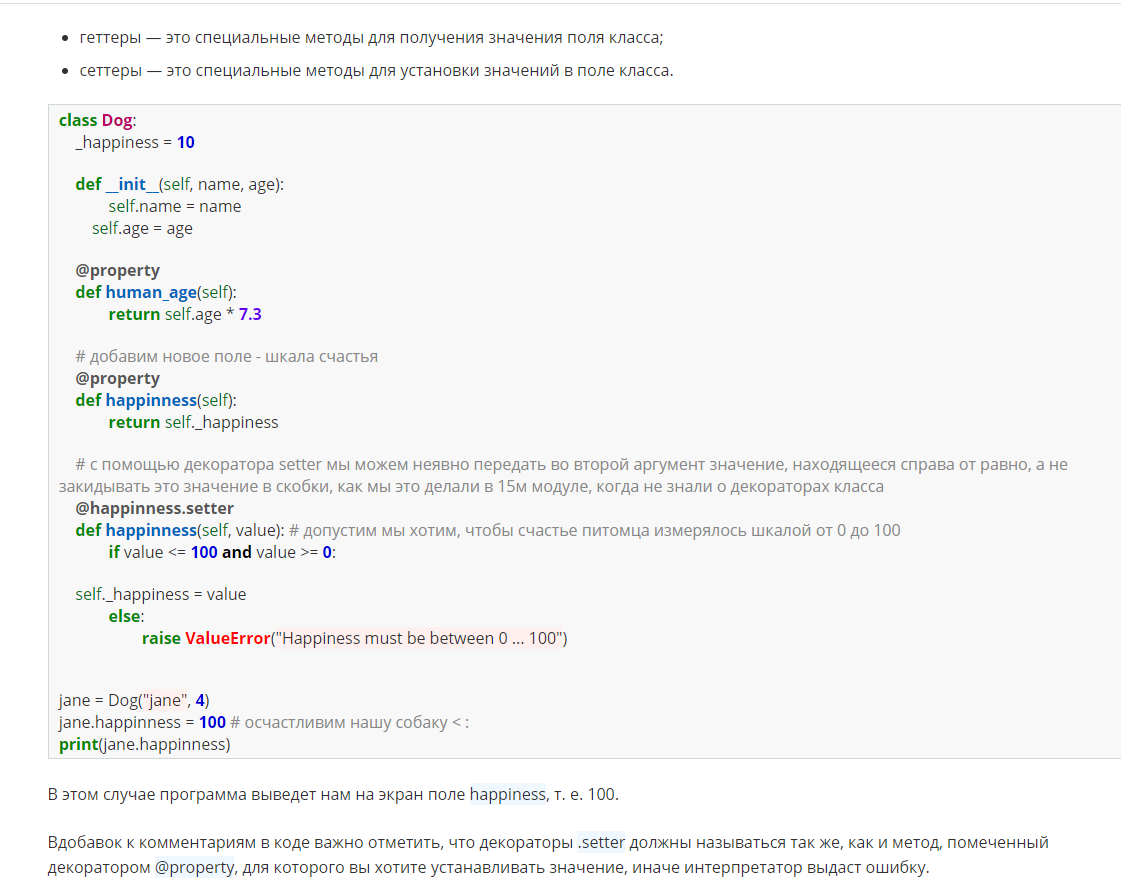 • геттеры — это специальные методы для получения значения поля класса;
• сеттеры — это специальные методы для установки значений в поле класса.
class Dog:
    _happiness = 10
    def __init__(self, name, age):
            self.name = name
        self.age = age
    @property
    def human_age(self):
            return self.age * 7.3
    # добавим новое поле - шкала счастья
    @property
    def happinness(self):
            return self._happiness
    # с помощью декоратора setter мы можем неявно передать во второй аргумент значение, находящееся справа от равно, а не
закидывать это значение в скобки, как мы это делали в 15м модуле, когда не знали о декораторах класса
    @happinness.setter
    def happinness(self, value): # допустим мы хотим, чтобы счастье питомца измерялось шкалой от 0 до 100
            if value <= 100 and value >= 0:
    self._happiness = value
            else:
                    raise ValueError("Happiness must be between 0 ... 100")
jane = Dog("jane", 4)
jane.happinness = 100 # осчастливим нашу собаку < :
print(jane.happinness)
В этом случае программа выведет нам на экран поле happiness, т. е. 100.
Вдобавок к комментариям в коде важно отметить, что декораторы .setter должны называться так же, как и метод, помеченный
декоратором @property, для которого вы хотите устанавливать значение, иначе интерпретатор выдаст ошибку.